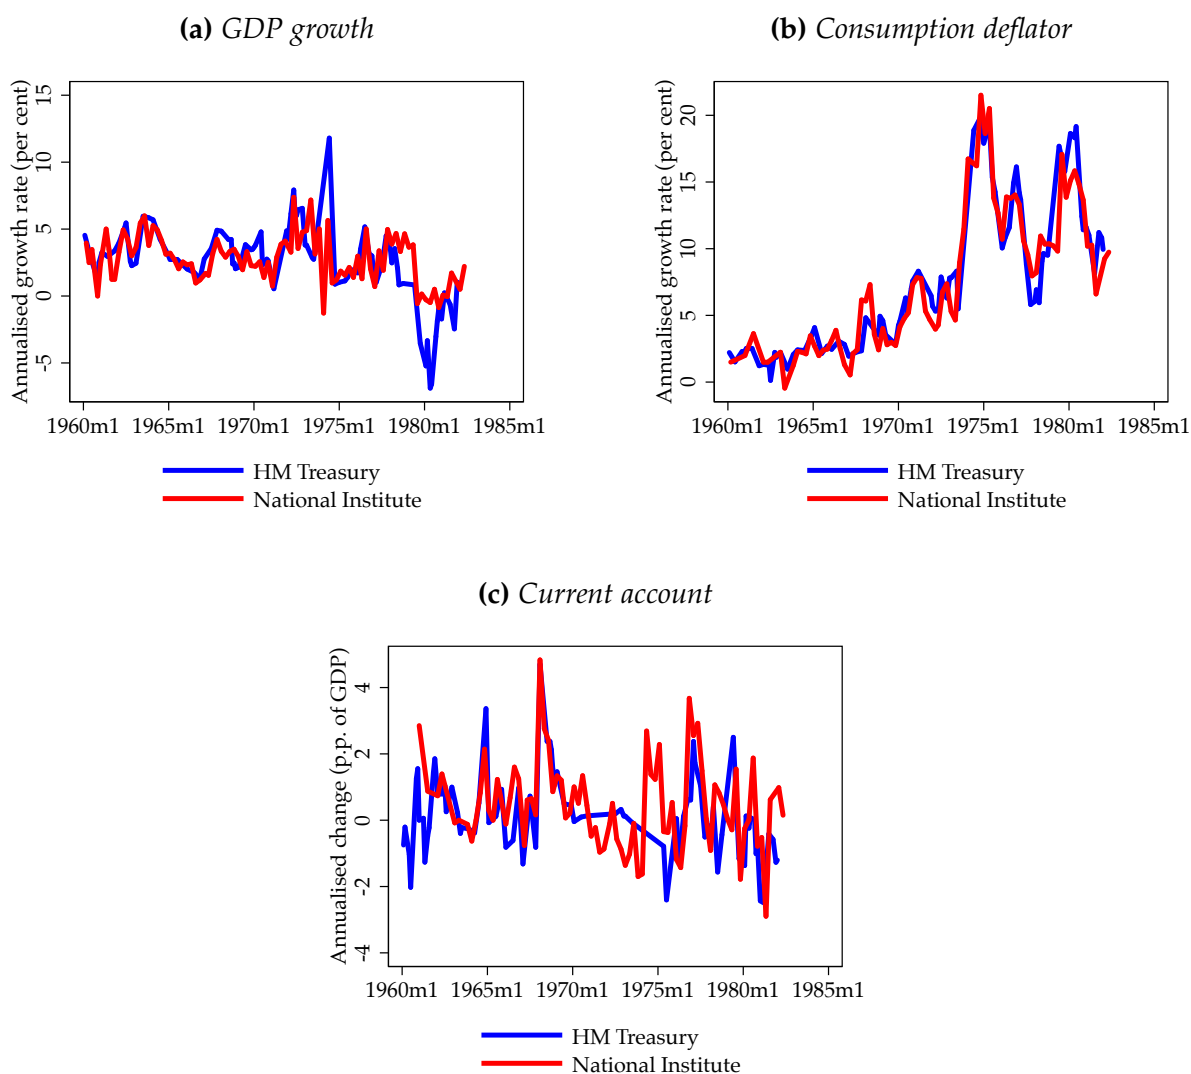 (a) GDP growth
Annualised growth rate (per cent)
15
10
5
0
-5
1960m1 1965m1 1970m1 1975m1 1980m1 1985m1
HM Treasury
National Institute
(b) Consumption deflator
Annualised growth rate (per cent)
20
15
10
5
0
1960m1 1965m1 1970m1 1975m1 1980m1 1985m1
HM Treasury
National Institute
(c) Current account
Annualised change (p.p. of GDP)
4
2
0
-2
-4
1960m1 1965m1 1970m1 1975m1 1980m1 1985m1
HM Treasury
National Institute